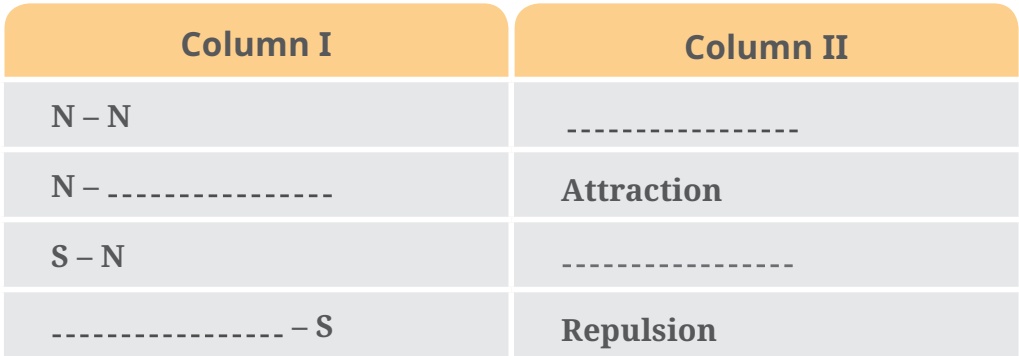 Column I Column II
N – N -----------------
N – ---------------- Attraction
S – N ----------------
---------------- – S Repulsion